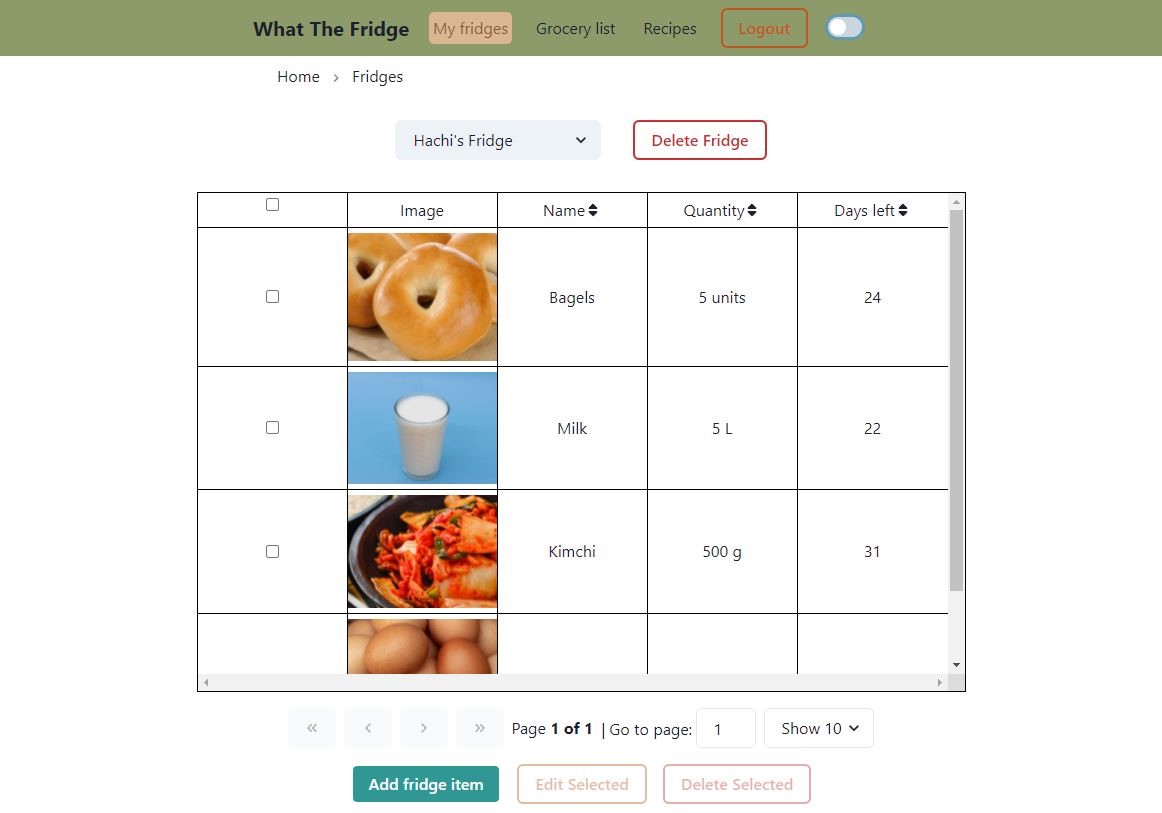 What The Fridge My fridges Grocery list Recipes Logout
Home › Fridges
Hachi's Fridge Delete Fridge
Image Name Quantity Days left
Bagels 5 units 24
Milk 5 L 22
Kimchi 500 g 31
« ‹ › » Page 1 of 1 | Go to page: 1 Show 10
Add fridge item Edit Selected Delete Selected